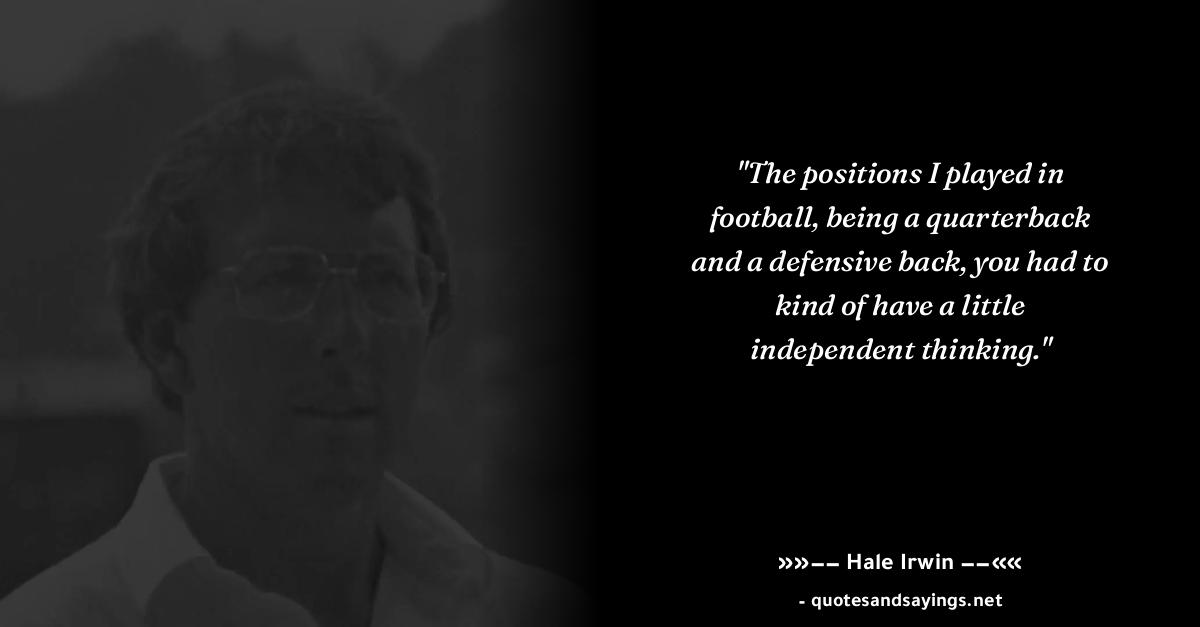 "The positions I played in
football, being a quarterback
and a defensive back, you had to
kind of have a little
independent thinking."
»»−− Hale Irwin −−««
- quotesandsayings.net